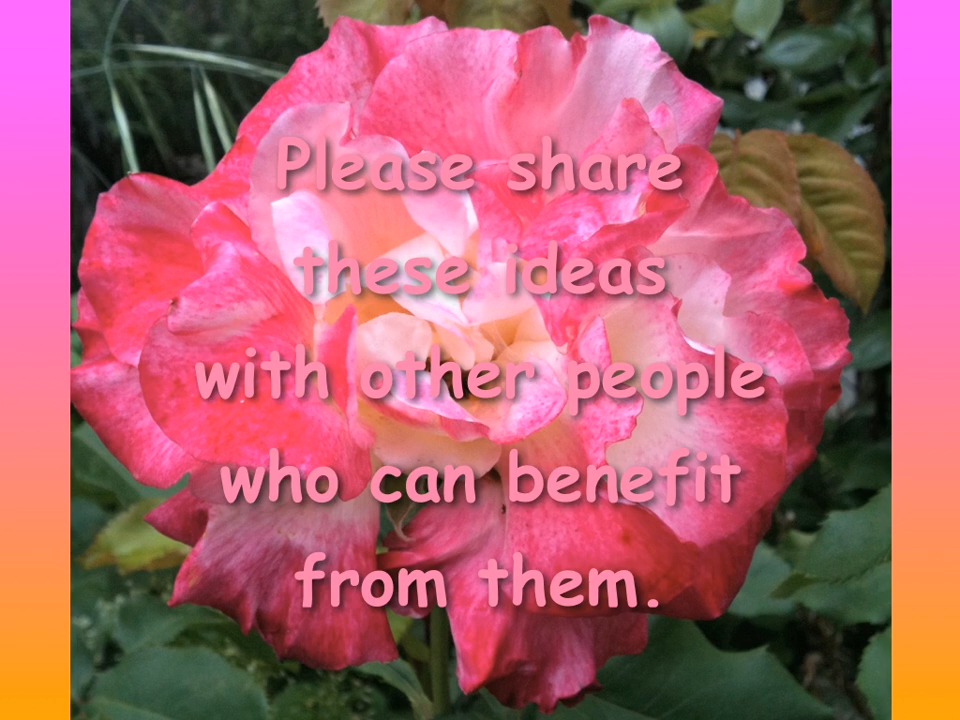 Please share
these ideas
with other people
who can benefit
from them.